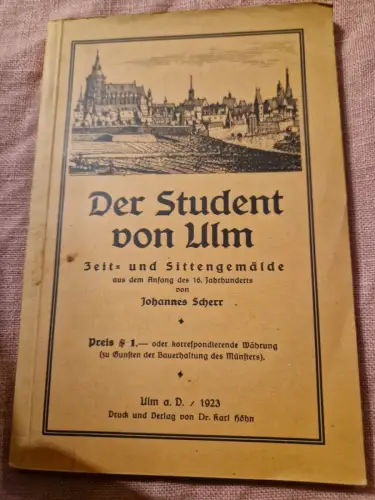 Der Student
von Ulm
Zeit- und Sittengemälde
aus dem Anfang des 16. Jahrhunderts
von
Johannes Scherr
Preis $ 1.— oder korrespondierende Währung
(zu Gunsten der Bauerhaltung des Münsters).
Ulm a. D. / 1923
Druck und Verlag von Dr. Karl Höhn